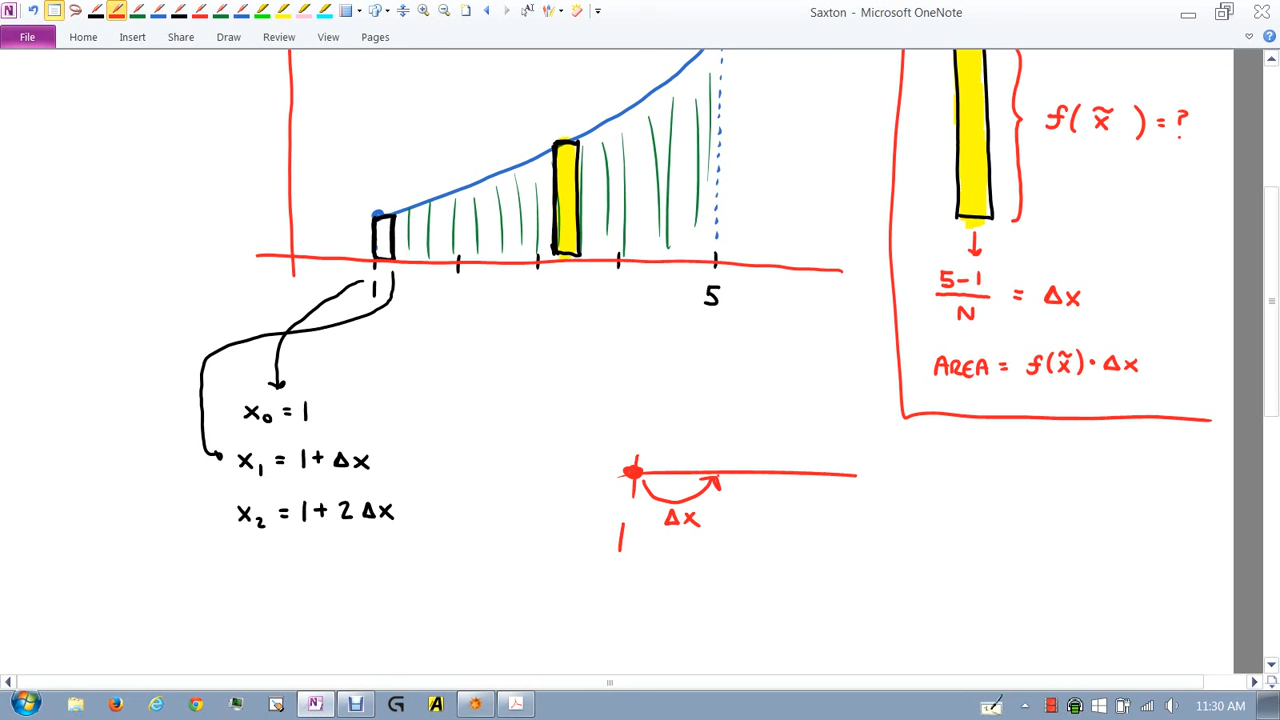 Saxton - Microsoft OneNote
File Home Insert Share Draw Review View Pages
f( x̃ ) = ?
1
5
5-1
N
= Δx
AREA = f(x̃) · Δx
x₀ = 1
x₁ = 1 + Δx
x₂ = 1 + 2 Δx
Δx
1
11:30 AM